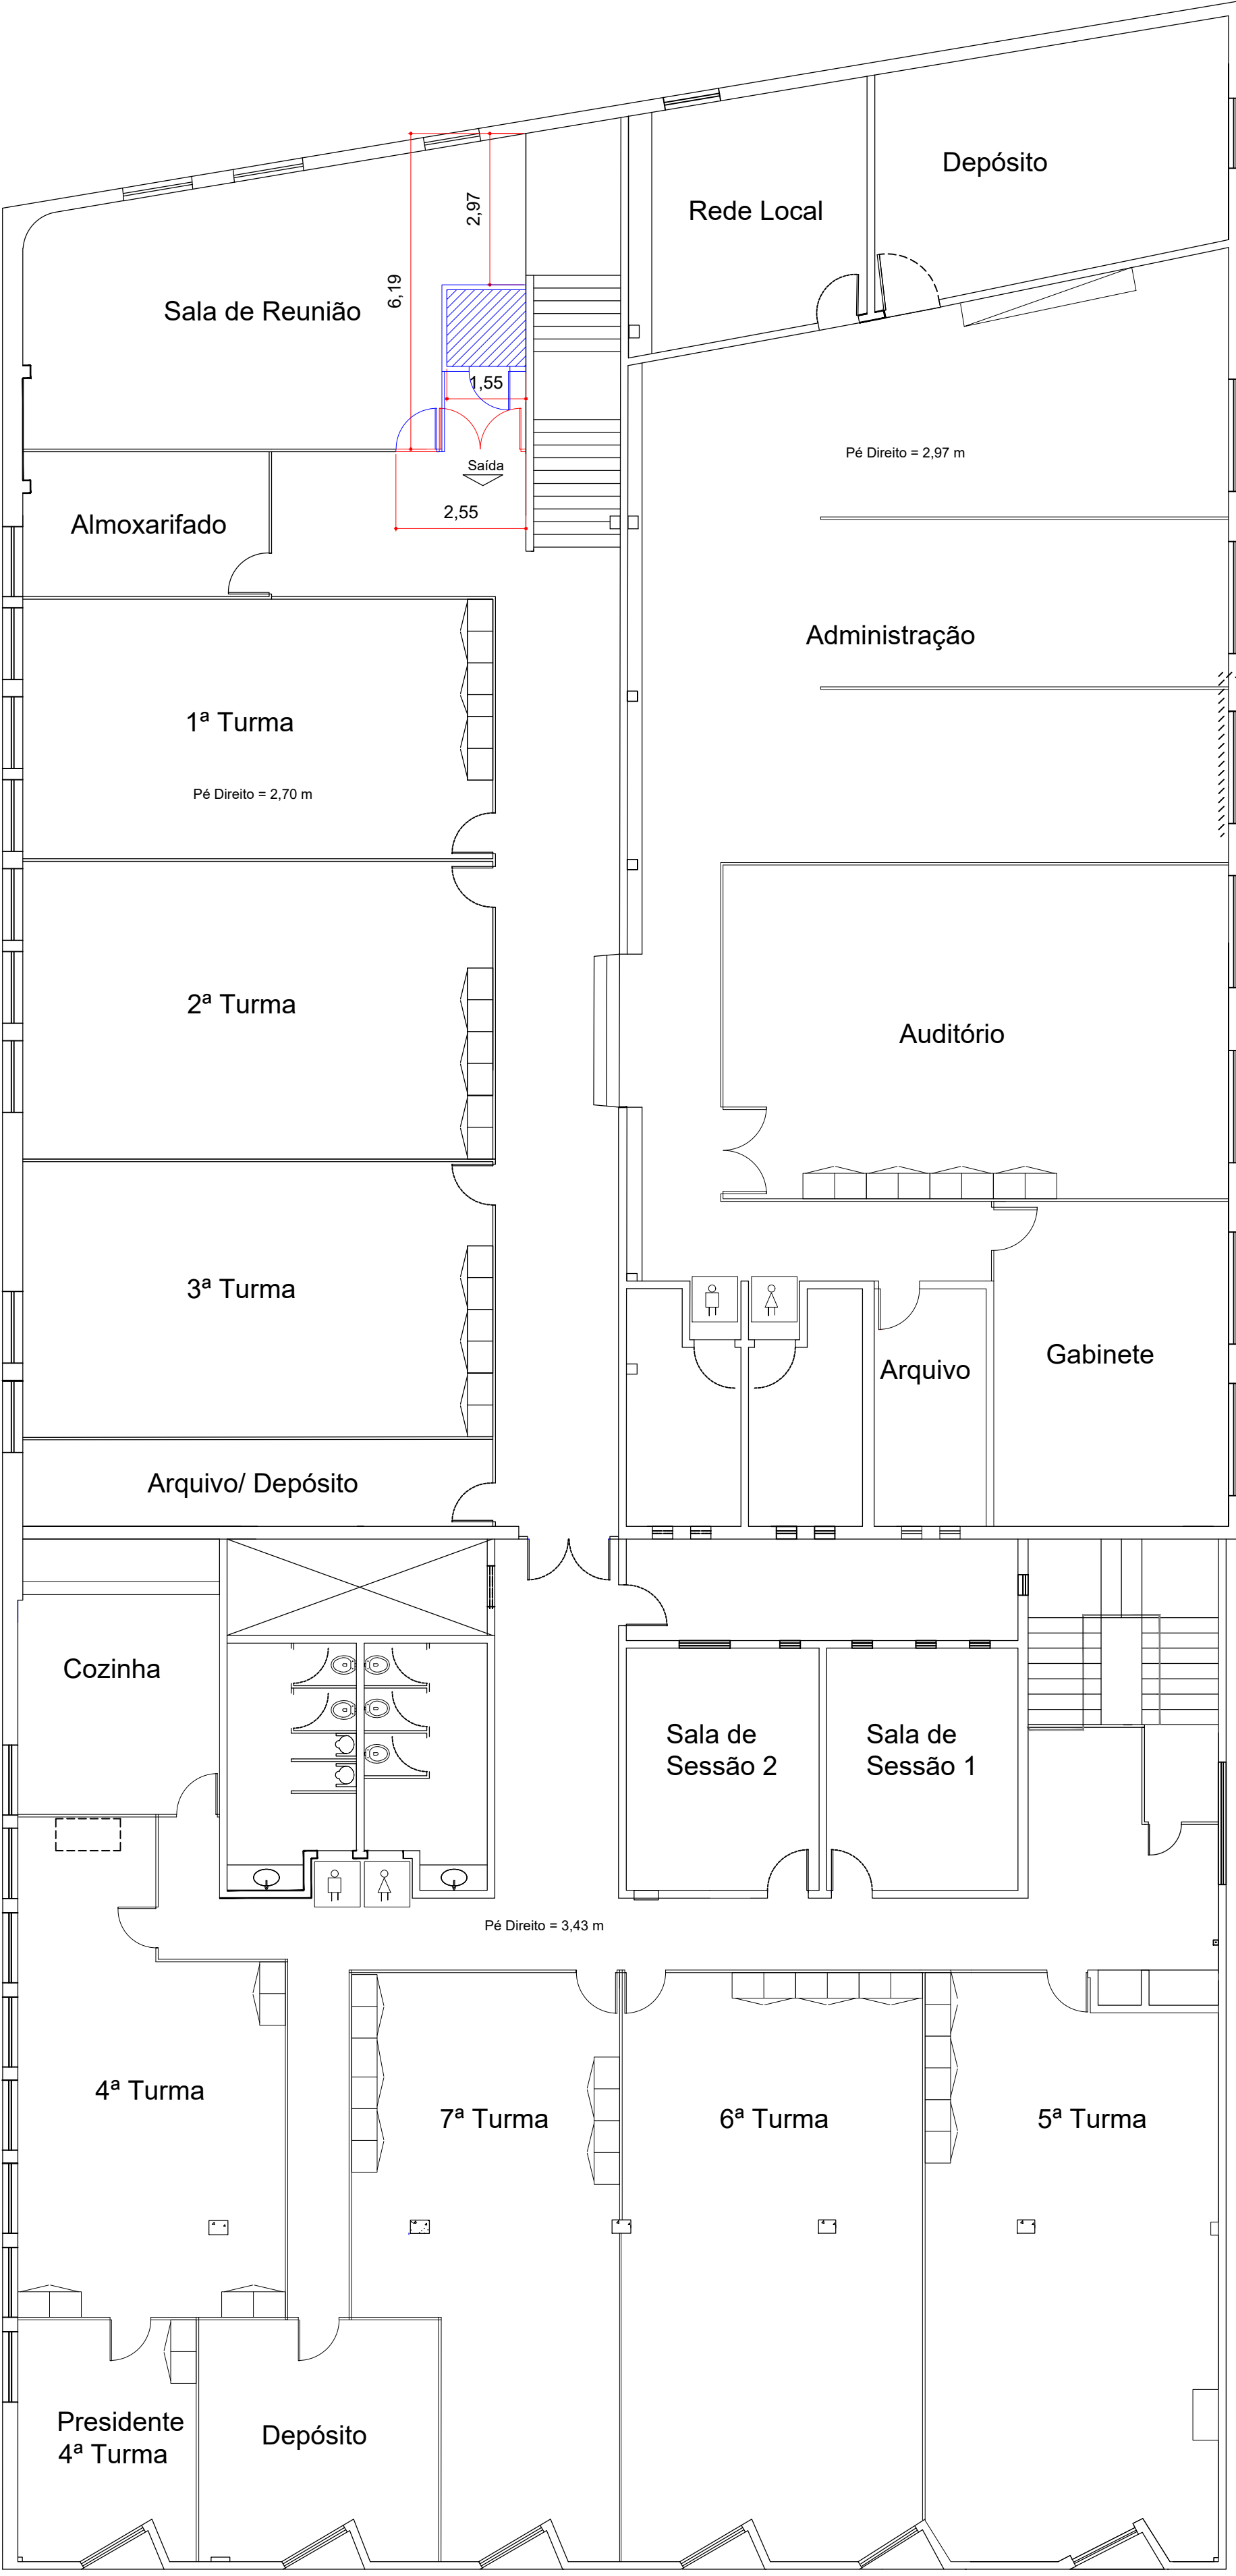 Depósito
Rede Local
2,97
6,19
Sala de Reunião
1,55
Pé Direito = 2,97 m
Saída
2,55
Almoxarifado
Administração
1ª Turma
Pé Direito = 2,70 m
2ª Turma
Auditório
3ª Turma
Gabinete
Arquivo
Arquivo/ Depósito
Cozinha
Sala de
Sessão 2
Sala de
Sessão 1
Pé Direito = 3,43 m
4ª Turma
7ª Turma
6ª Turma
5ª Turma
Presidente
4ª Turma
Depósito